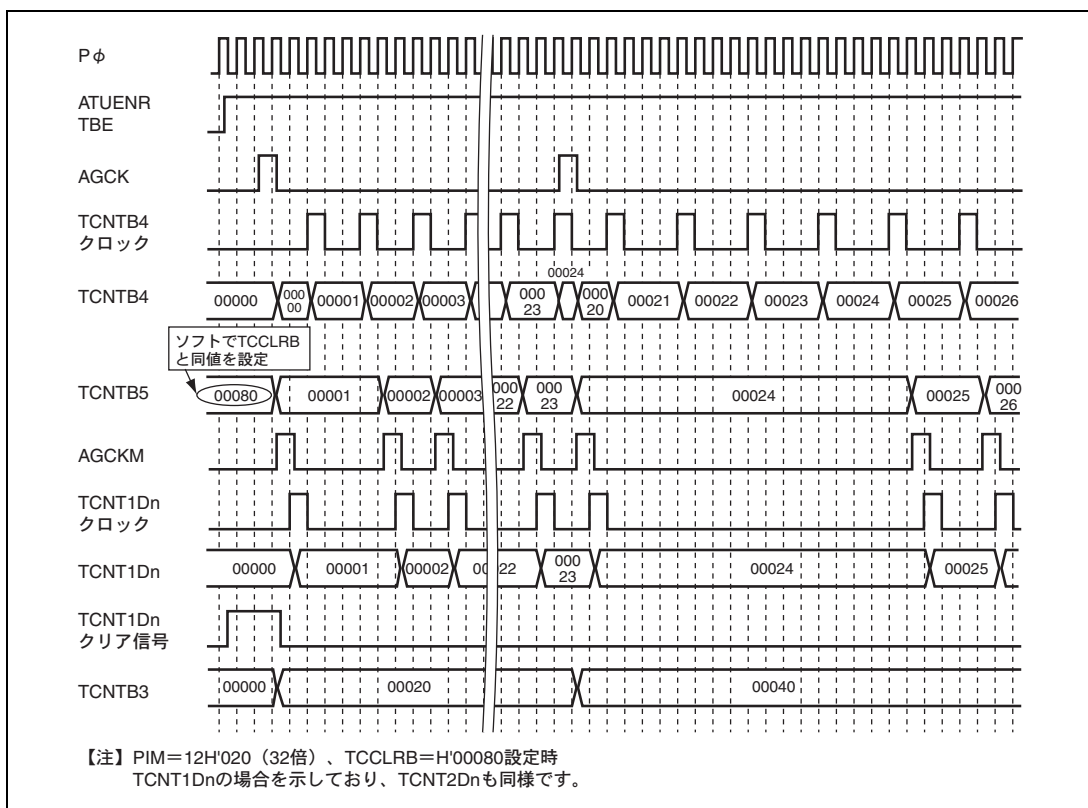 Pφ
ATUENR
TBE
AGCK
TCNTB4
クロック
00024
TCNTB4 00000 000 00 00001 00002 00003 000 23 000 20 00021 00022 00023 00024 00025 00026
ソフトでTCCLRB
と同値を設定
TCNTB5 00080 00001 00002 00003 000 22 000 23 00024 00025 000 26
AGCKM
TCNT1Dn
クロック
TCNT1Dn 00000 00001 00002 00022 000 23 00024 00025
TCNT1Dn
クリア信号
TCNTB3 00000 00020 00040
【注】PIM=12H'020（32倍）、TCCLRB=H'00080設定時
TCNT1Dnの場合を示しており、TCNT2Dnも同様です。